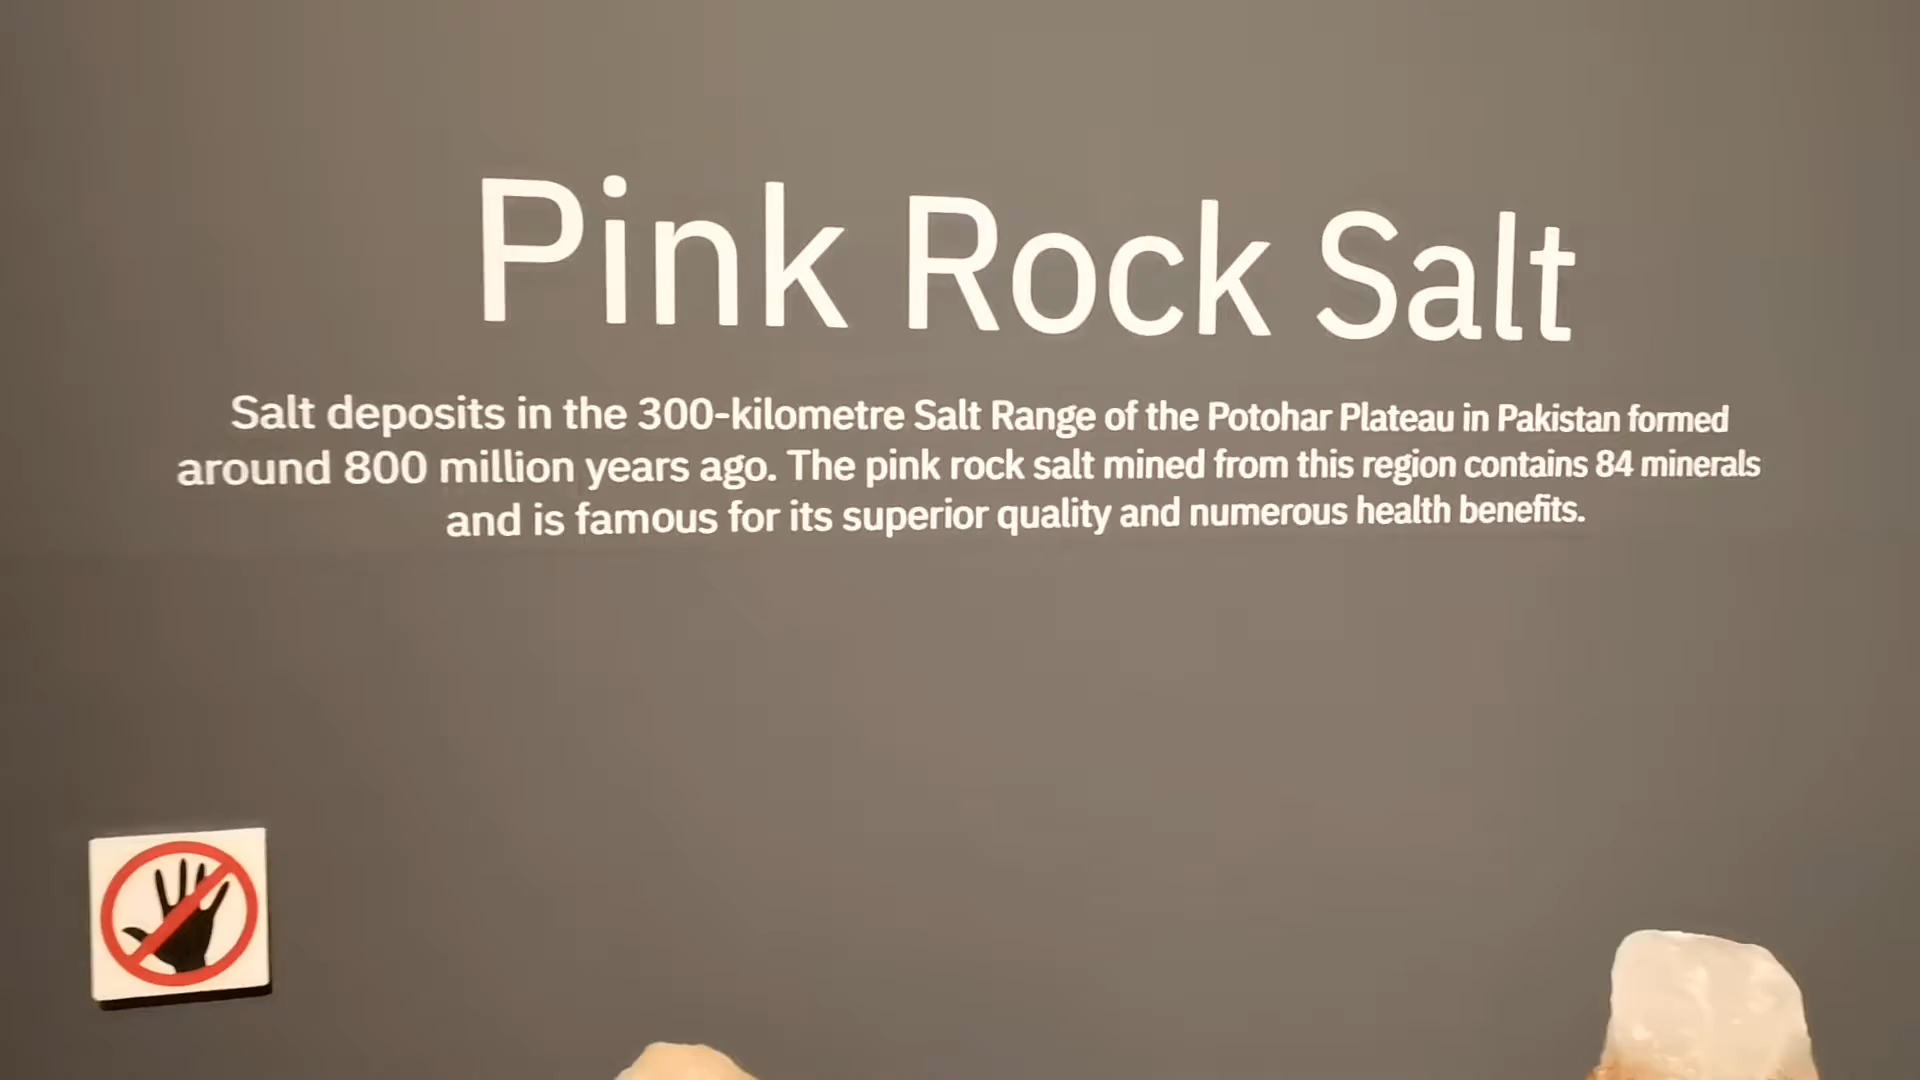 Pink Rock Salt
Salt deposits in the 300-kilometre Salt Range of the Potohar Plateau in Pakistan formed
around 800 million years ago. The pink rock salt mined from this region contains 84 minerals
and is famous for its superior quality and numerous health benefits.